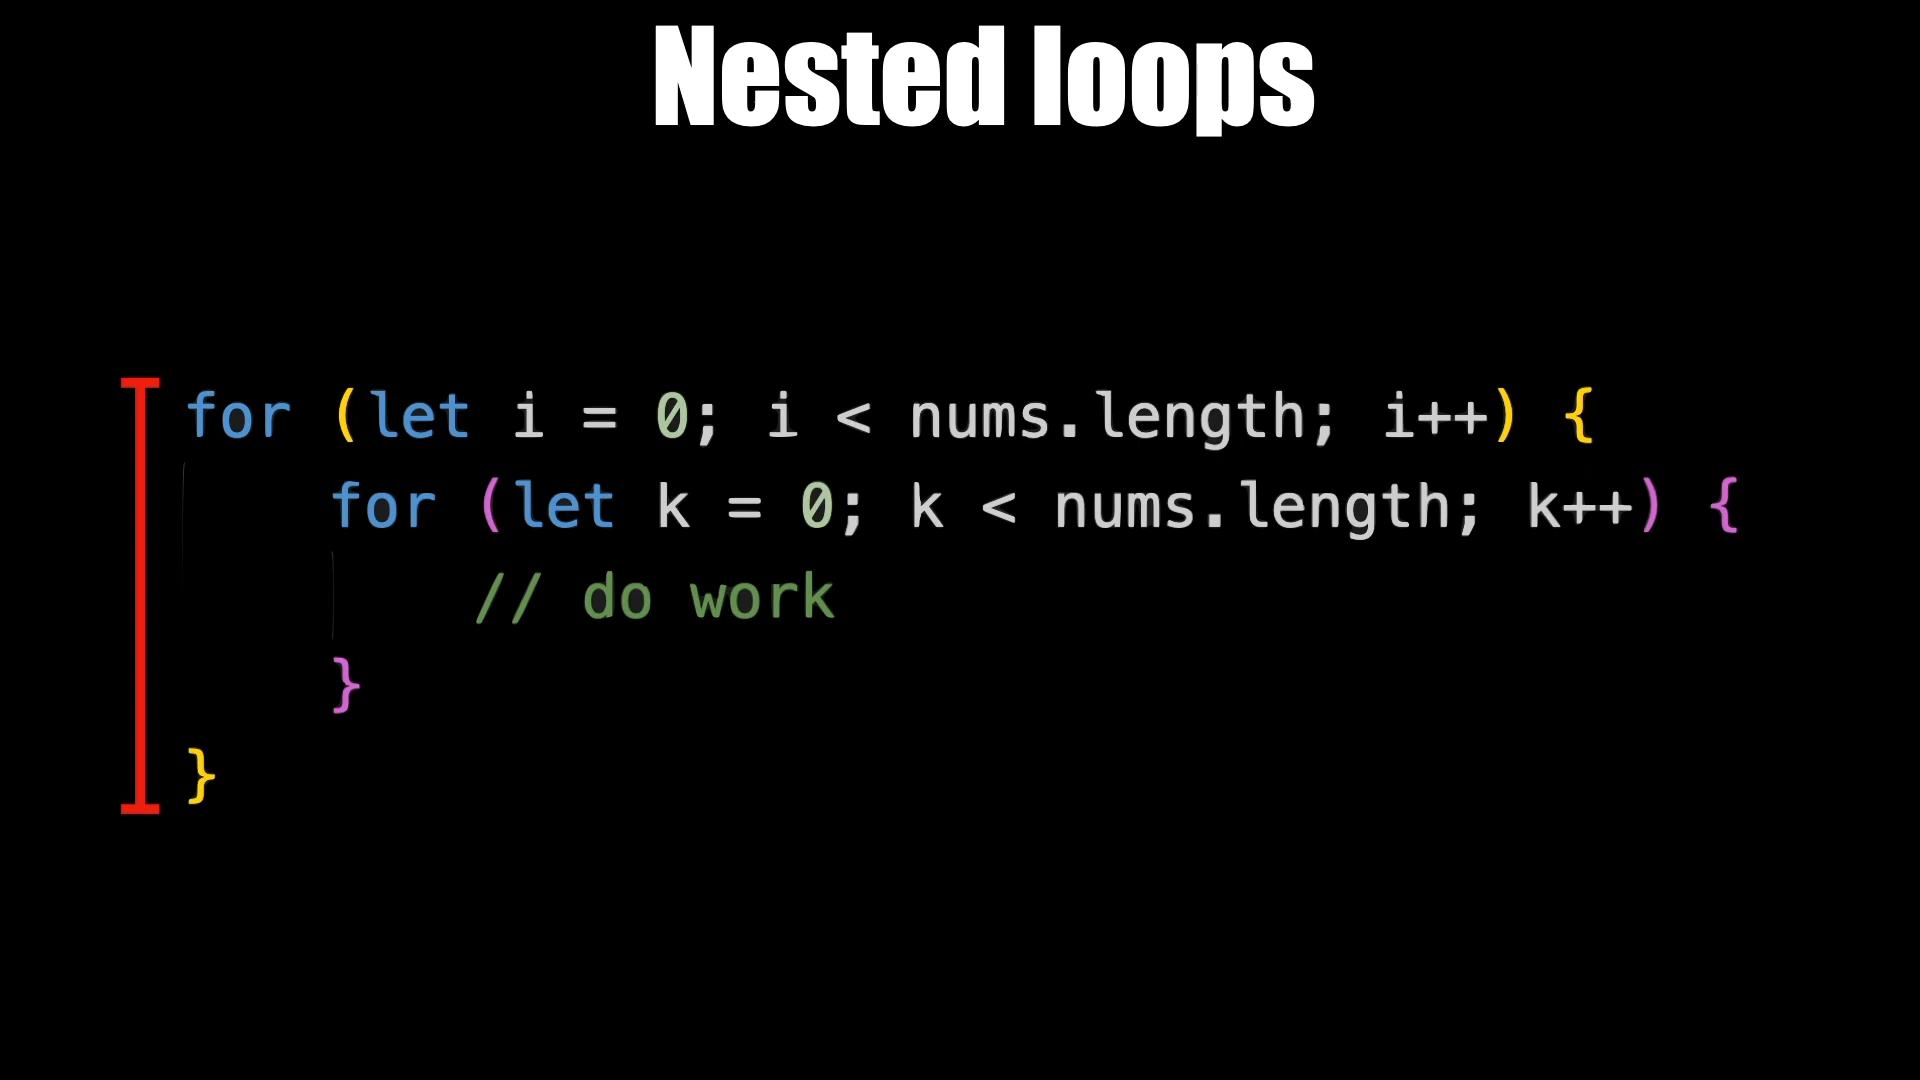 Nested loops
for (let i = 0; i < nums.length; i++) {
for (let k = 0; k < nums.length; k++) {
// do work
}
}